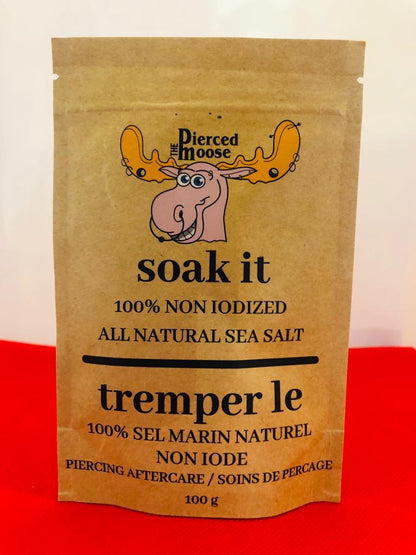 THE Pierced
moose
soak it
100% NON IODIZED
ALL NATURAL SEA SALT
tremper le
100% SEL MARIN NATUREL
NON IODE
PIERCING AFTERCARE / SOINS DE PERCAGE
100 g